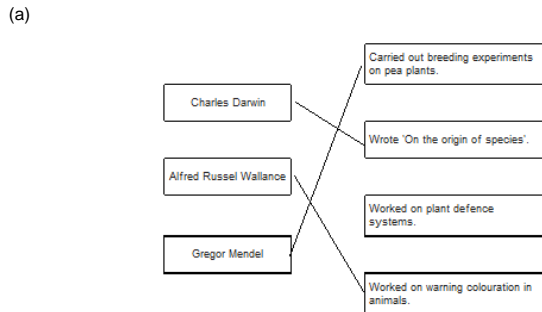 (a)
Carried out breeding experiments
on pea plants.
Charles Darwin
Wrote 'On the origin of species'.
Alfred Russel Wallance
Worked on plant defence
systems.
Gregor Mendel
Worked on warning colouration in
animals.